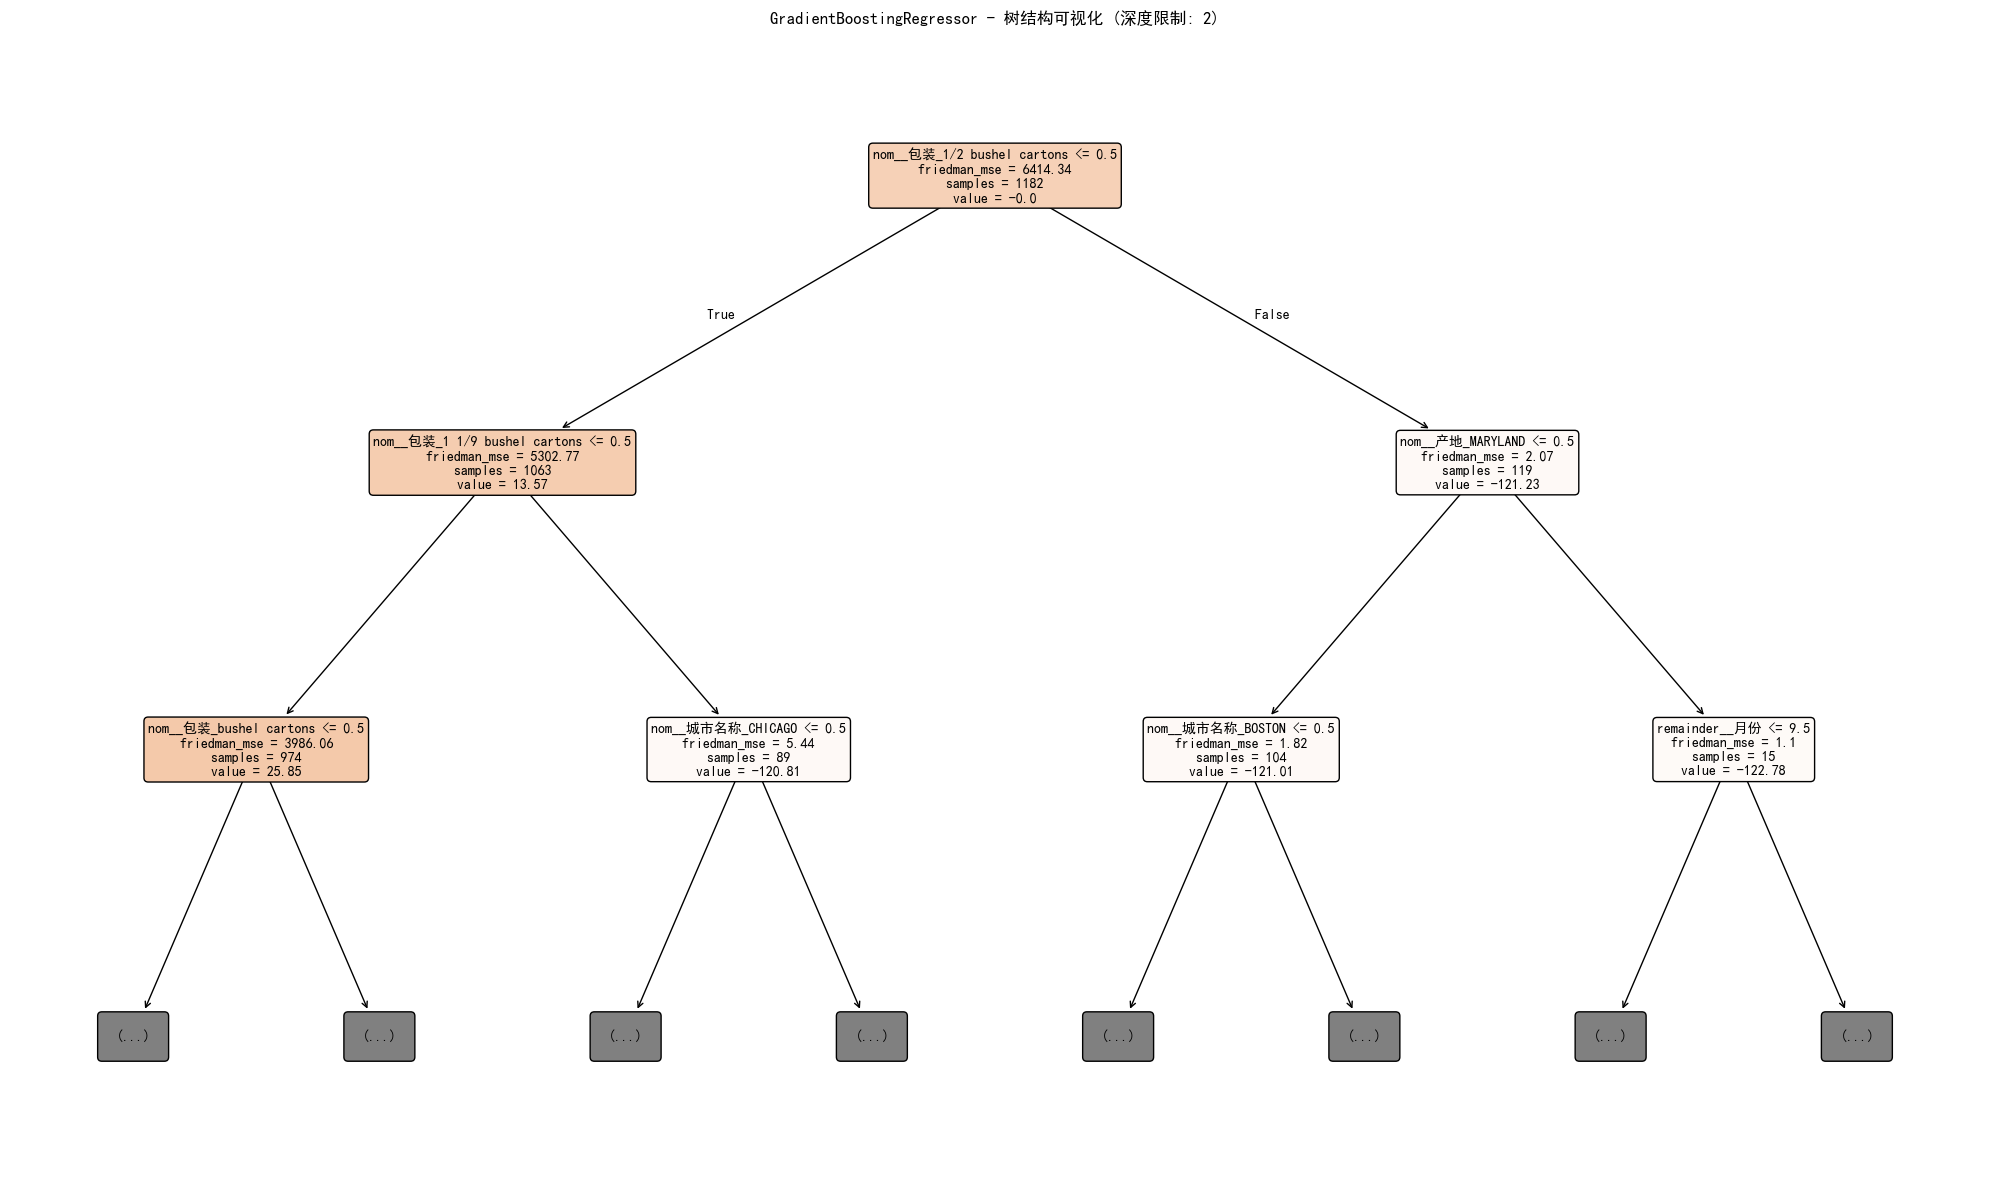 GradientBoostingRegressor - 树结构可视化 (深度限制: 2)
nom__包装_1/2 bushel cartons <= 0.5
friedman_mse = 6414.34
samples = 1182
value = -0.0
True
False
nom__包装_1 1/9 bushel cartons <= 0.5
friedman_mse = 5302.77
samples = 1063
value = 13.57
nom__产地_MARYLAND <= 0.5
friedman_mse = 2.07
samples = 119
value = -121.23
nom__包装_bushel cartons <= 0.5
friedman_mse = 3986.06
samples = 974
value = 25.85
nom__城市名称_CHICAGO <= 0.5
friedman_mse = 5.44
samples = 89
value = -120.81
nom__城市名称_BOSTON <= 0.5
friedman_mse = 1.82
samples = 104
value = -121.01
remainder__月份 <= 9.5
friedman_mse = 1.1
samples = 15
value = -122.78
(...)
(...)
(...)
(...)
(...)
(...)
(...)
(...)